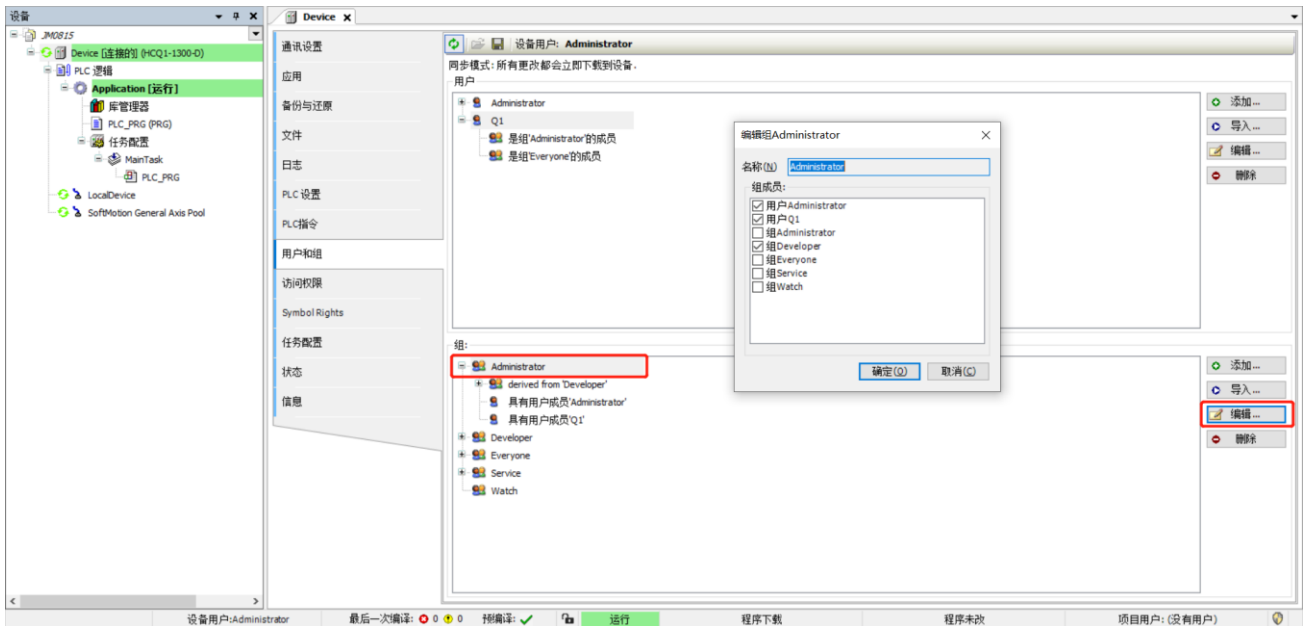 设备
JM0815
Device [连接的] (HCQ1-1300-D)
PLC 逻辑
Application [运行]
库管理器
PLC_PRG (PRG)
任务配置
MainTask
PLC_PRG
LocalDevice
SoftMotion General Axis Pool
Device
通讯设置
应用
备份与还原
文件
日志
PLC 设置
PLC指令
用户和组
访问权限
Symbol Rights
任务配置
状态
信息
设备用户: Administrator
同步模式: 所有更改都会立即下载到设备.
用户
Administrator
Q1
是组'Administrator'的成员
是组'Everyone'的成员
添加...
导入...
编辑...
删除
编辑组Administrator
名称(N) Administrator
组成员:
用户Administrator
用户Q1
组Administrator
组Developer
组Everyone
组Service
组Watch
确定(O) 取消(C)
组:
Administrator
derived from 'Developer'
具有用户成员'Administrator'
具有用户成员'Q1'
Developer
Everyone
Service
Watch
添加...
导入...
编辑...
删除
设备用户:Administrator 最后一次编译: 0 0 预编译: 运行 程序下载 程序未改 项目用户: (没有用户)